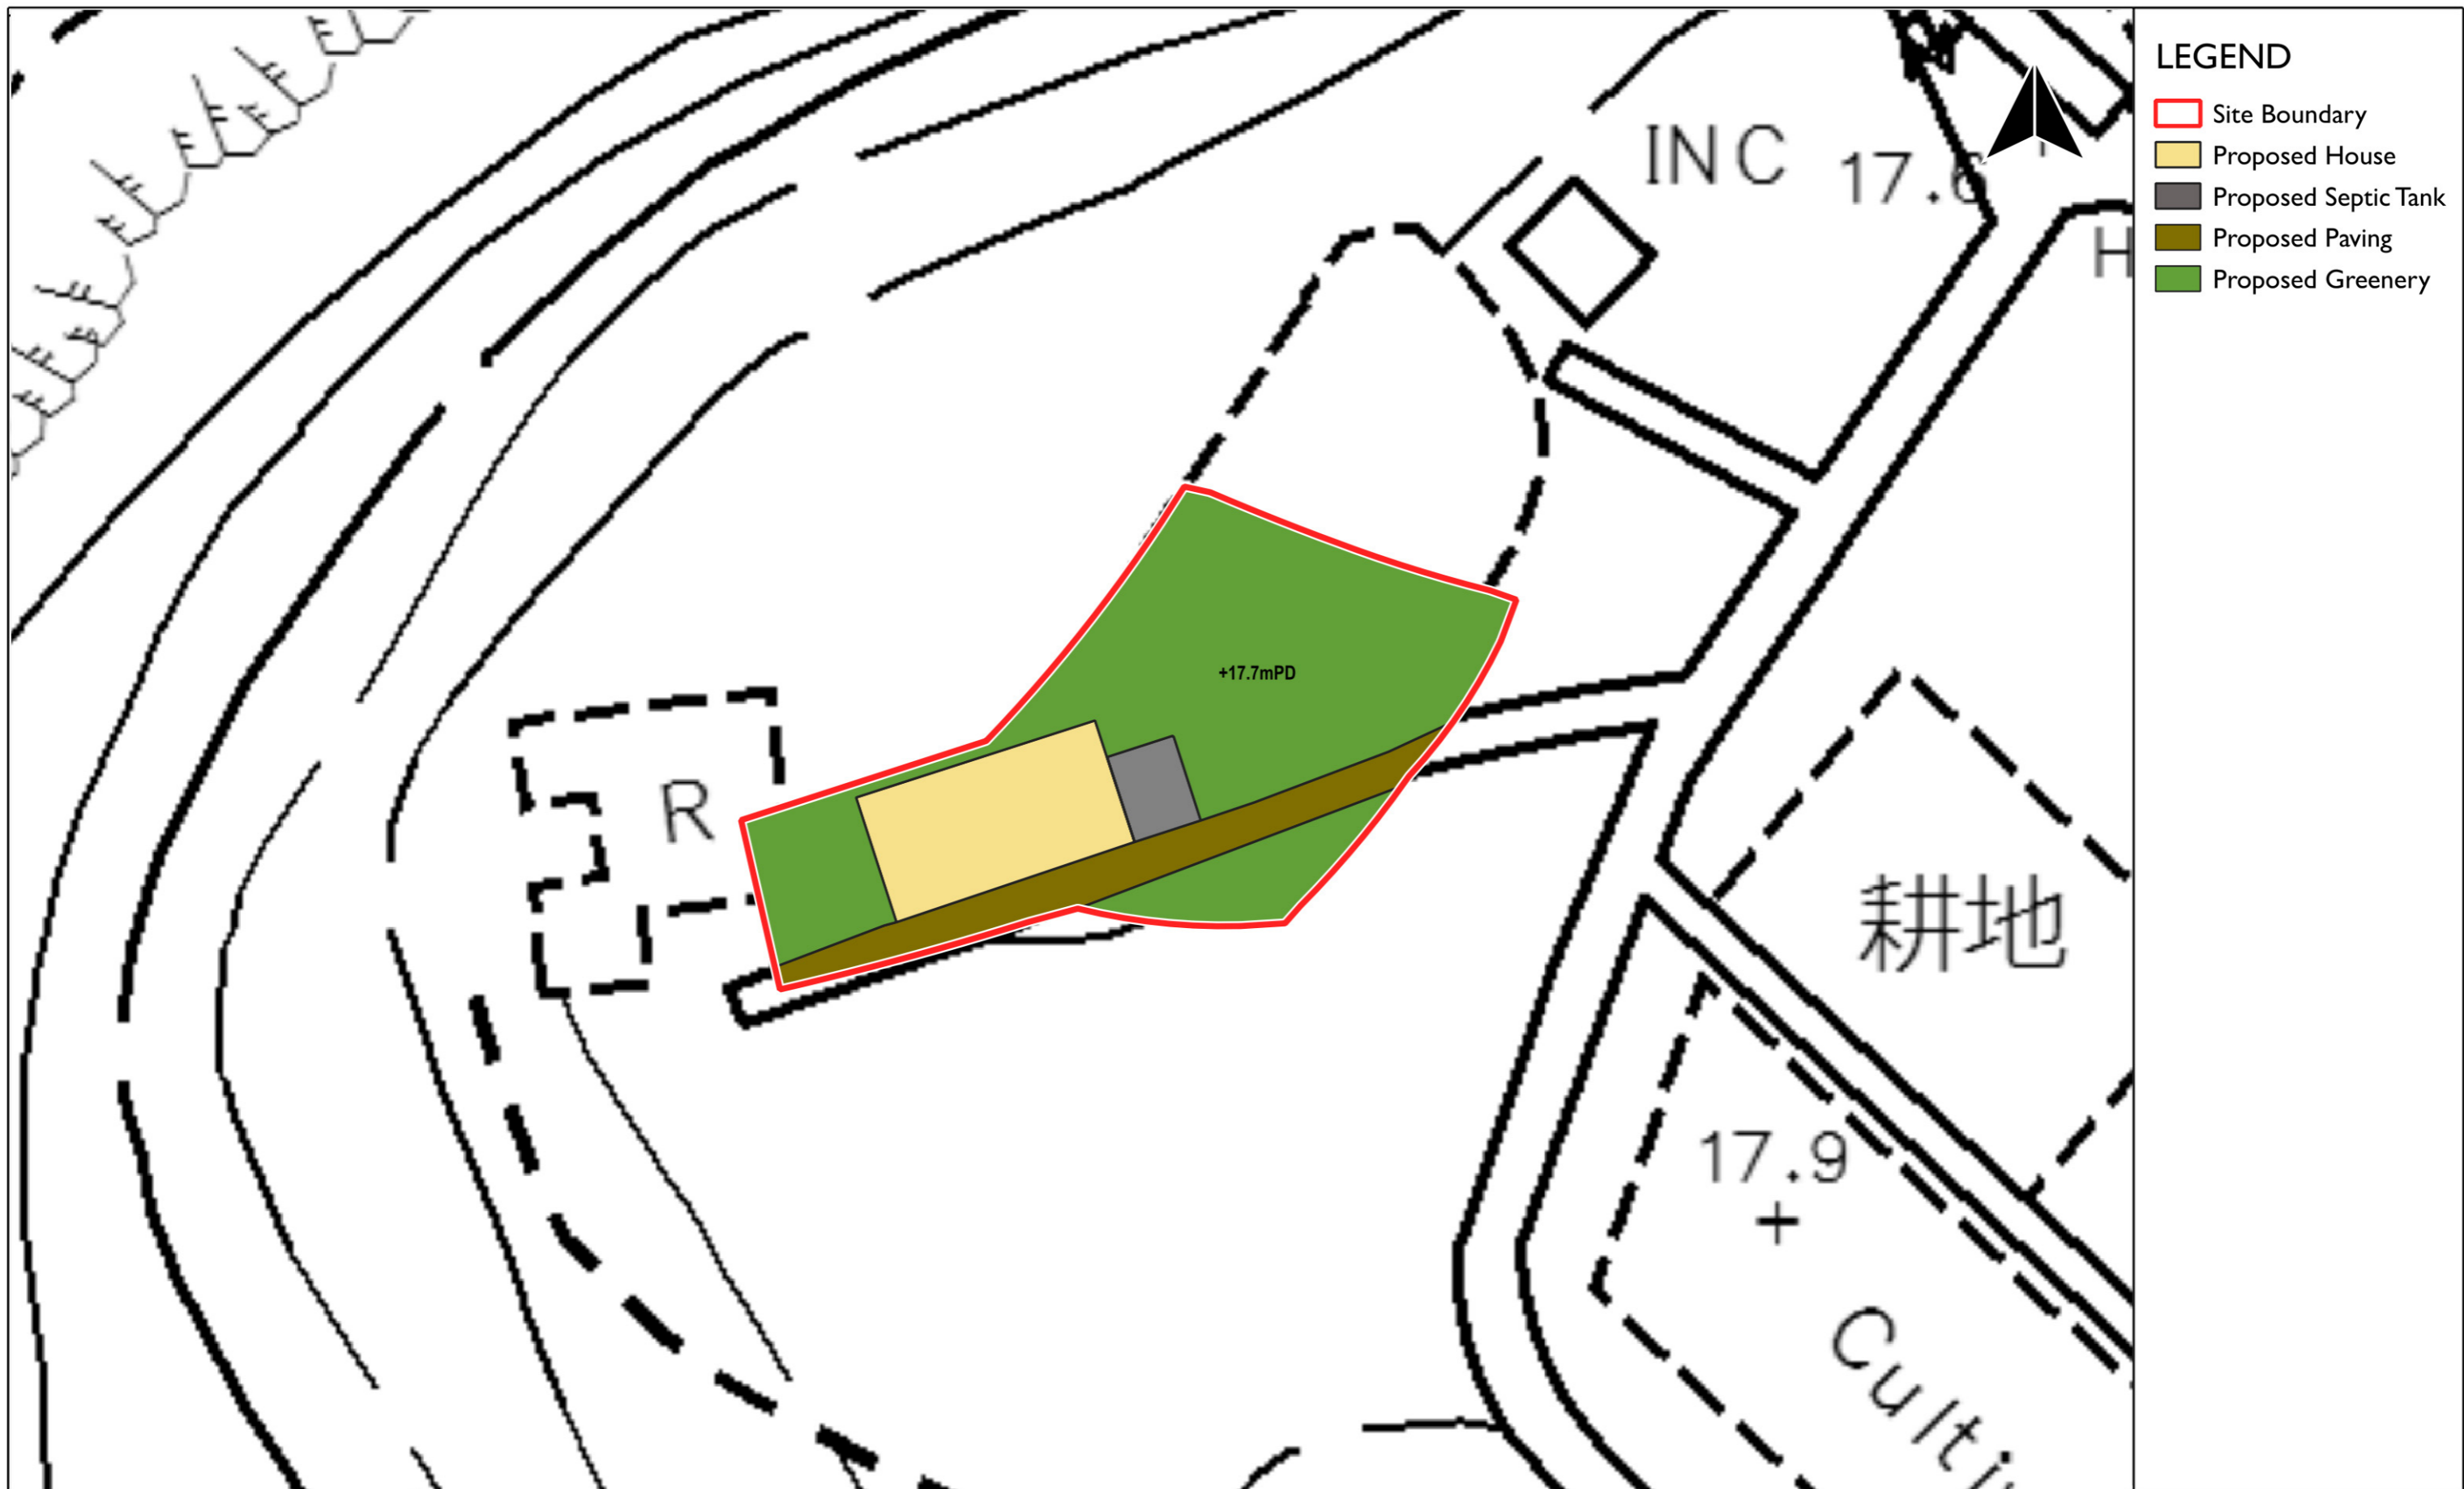 LEGEND
Site Boundary
Proposed House
Proposed Septic Tank
Proposed Paving
Proposed Greenery
INC
17.6
H
+17.7mPD
R
耕地
17.9
Culti